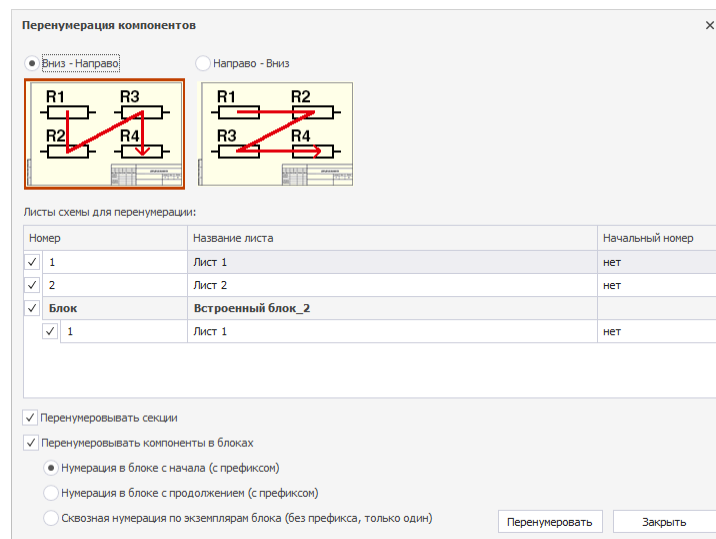 Перенумерация компонентов
Вниз - Направо
Направо - Вниз
R1 R3
R2 R4
R1 R2
R3 R4
Листы схемы для перенумерации:
Номер Название листа Начальный номер
1 Лист 1 нет
2 Лист 2 нет
Блок Встроенный блок_2
1 Лист 1 нет
Перенумеровывать секции
Перенумеровывать компоненты в блоках
Нумерация в блоке с начала (с префиксом)
Нумерация в блоке с продолжением (с префиксом)
Сквозная нумерация по экземплярам блока (без префикса, только один)
Перенумеровать Закрыть